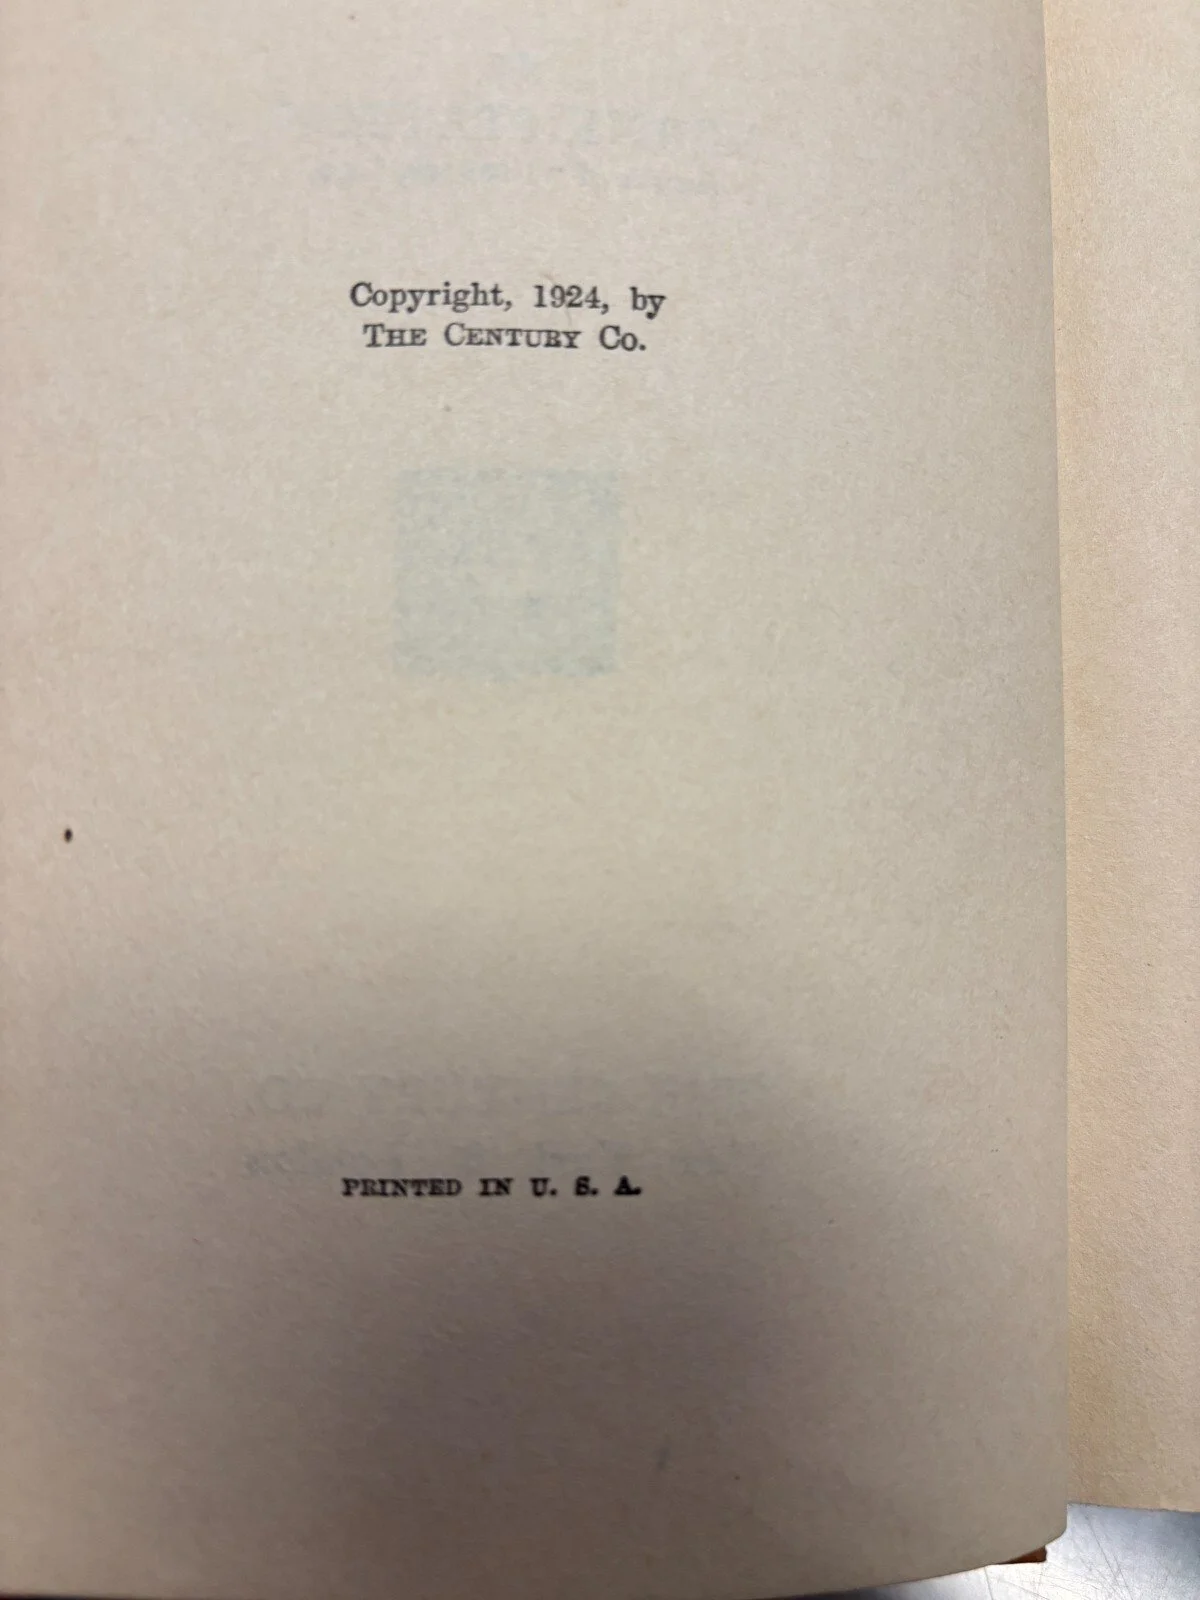 Copyright, 1924, by
THE CENTURY CO.
PRINTED IN U. S. A.